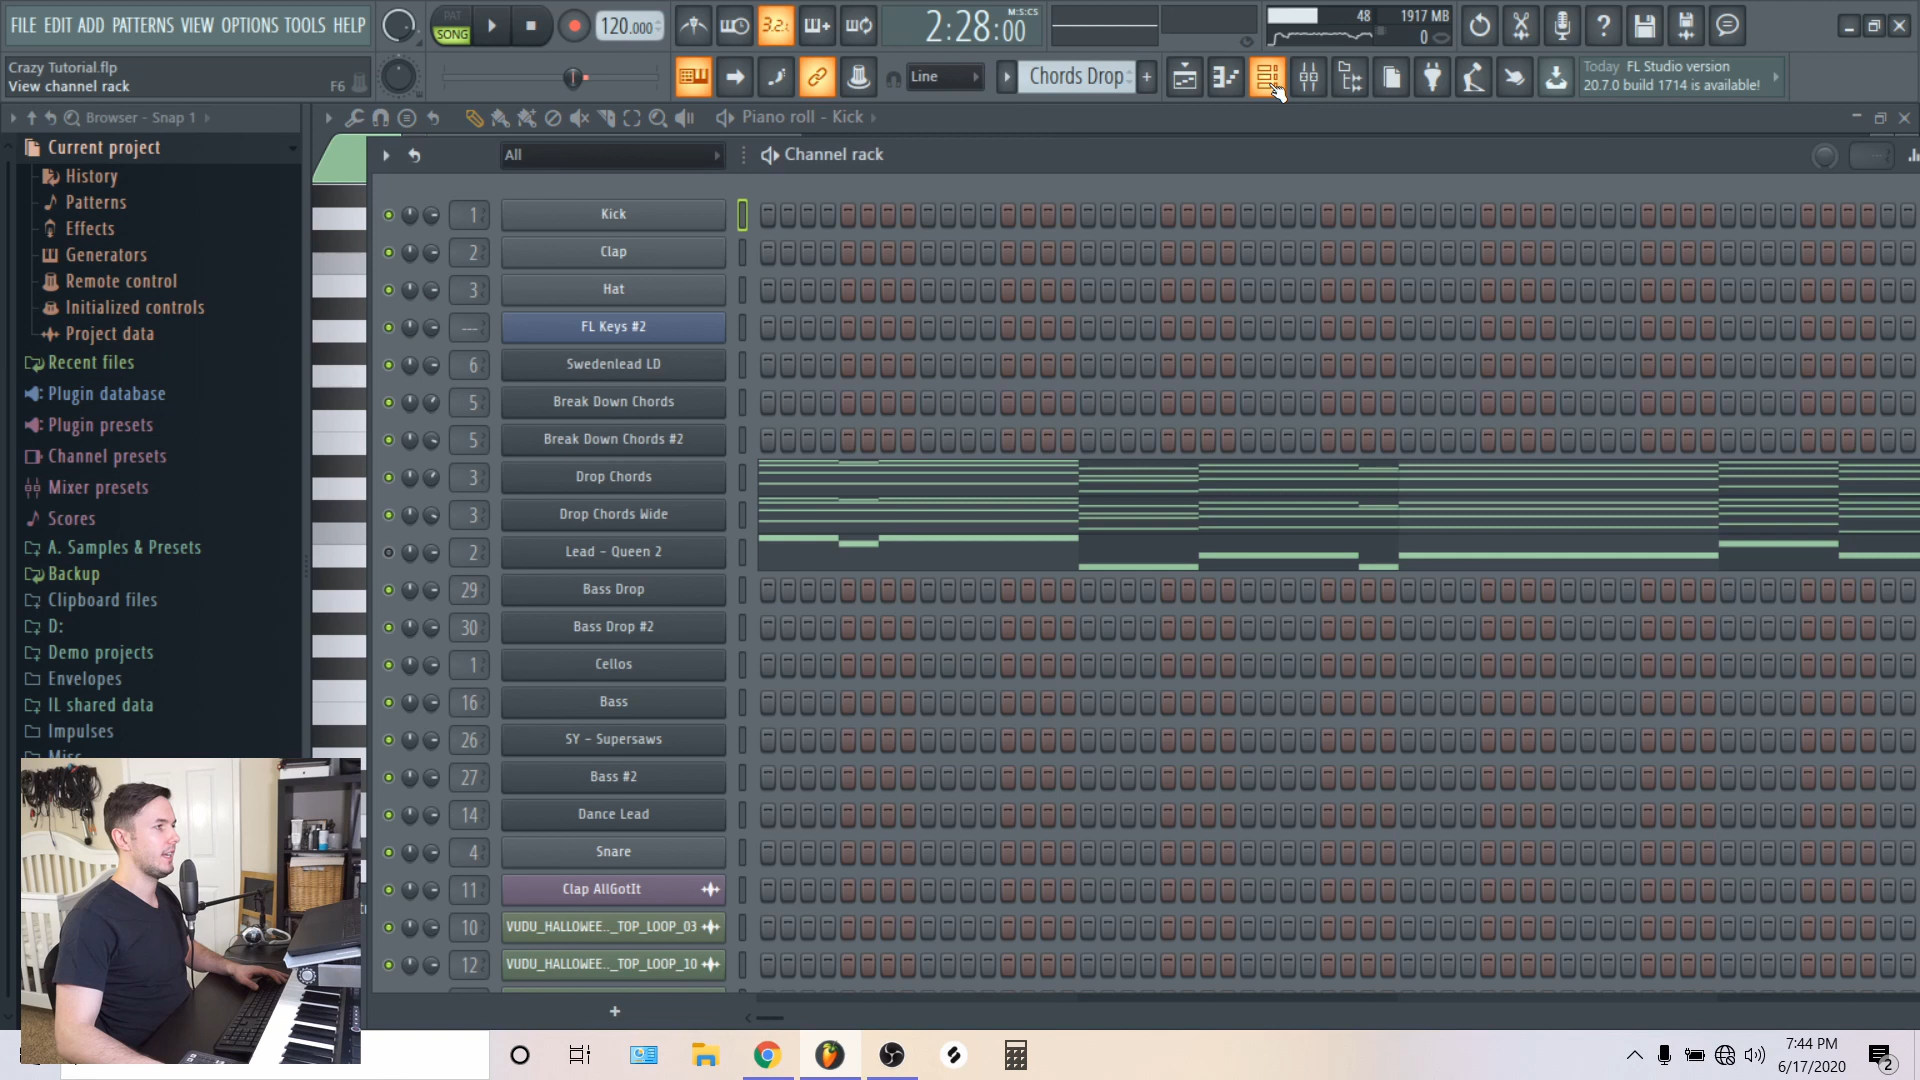 FILE EDIT ADD PATTERNS VIEW OPTIONS TOOLS HELP
PAT
SONG
120.000
3.2.
2:28:00
M:S:CS
48
1917 MB
0
Crazy Tutorial.flp
View channel rack
F6
Line
Chords Drop
+
Today FL Studio version
20.7.0 build 1714 is available!
Browser - Snap 1
Piano roll - Kick
Current project
History
Patterns
Effects
Generators
Remote control
Initialized controls
Project data
Recent files
Plugin database
Plugin presets
Channel presets
Mixer presets
Scores
A. Samples & Presets
Backup
Clipboard files
D:
Demo projects
Envelopes
IL shared data
Impulses
Misc
All
Channel rack
1 Kick
2 Clap
3 Hat
--- FL Keys #2
6 Swedenlead LD
5 Break Down Chords
5 Break Down Chords #2
3 Drop Chords
3 Drop Chords Wide
2 Lead - Queen 2
29 Bass Drop
30 Bass Drop #2
1 Cellos
16 Bass
26 SY - Supersaws
27 Bass #2
14 Dance Lead
4 Snare
11 Clap AllGotIt
10 VUDU_HALLOWEE.._TOP_LOOP_03
12 VUDU_HALLOWEE.._TOP_LOOP_10
+
7:44 PM
6/17/2020
2